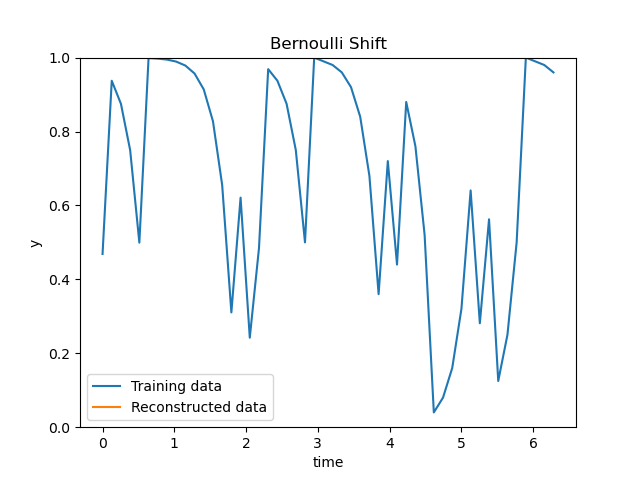 Bernoulli Shift
1.0
0.8
0.6
0.4
0.2
0.0
y
Training data
Reconstructed data
0 1 2 3 4 5 6
time